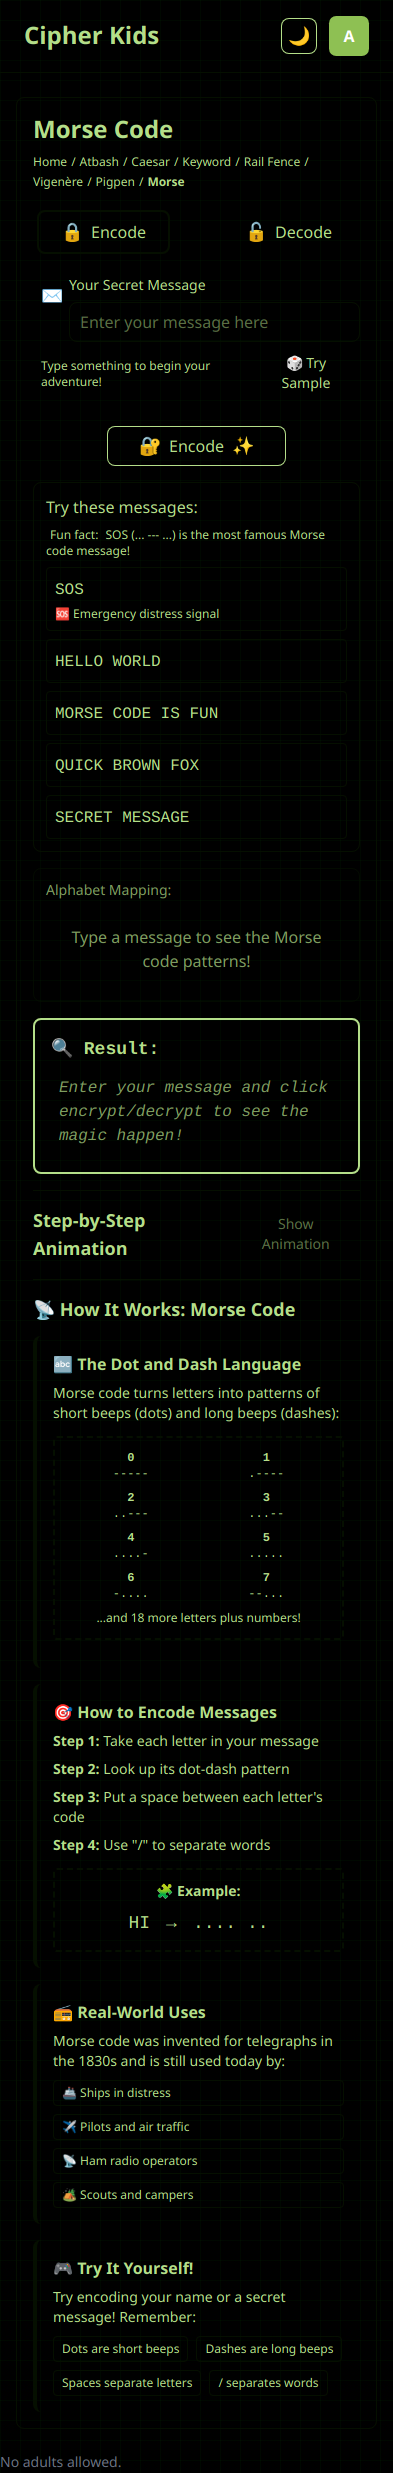 Cipher Kids
🌙
A
Morse Code
Home / Atbash / Caesar / Keyword / Rail Fence /
Vigenère / Pigpen / Morse
🔒 Encode
🔓 Decode
✉️ Your Secret Message
Enter your message here
Type something to begin your
adventure!
🎲 Try
Sample
🔐 Encode ✨
Try these messages:
Fun fact: SOS (... --- ...) is the most famous Morse
code message!
SOS
🆘 Emergency distress signal
HELLO WORLD
MORSE CODE IS FUN
QUICK BROWN FOX
SECRET MESSAGE
Alphabet Mapping:
Type a message to see the Morse
code patterns!
🔍 Result:
Enter your message and click
encrypt/decrypt to see the
magic happen!
Step-by-Step
Animation
Show
Animation
📡 How It Works: Morse Code
🔤 The Dot and Dash Language
Morse code turns letters into patterns of
short beeps (dots) and long beeps (dashes):
0 1
----- .----
2 3
..--- ...--
4 5
....- .....
6 7
-.... --...
...and 18 more letters plus numbers!
🎯 How to Encode Messages
Step 1: Take each letter in your message
Step 2: Look up its dot-dash pattern
Step 3: Put a space between each letter's
code
Step 4: Use "/" to separate words
🧩 Example:
HI → .... ..
📻 Real-World Uses
Morse code was invented for telegraphs in
the 1830s and is still used today by:
🚢 Ships in distress
✈️ Pilots and air traffic
📡 Ham radio operators
🏕️ Scouts and campers
🎮 Try It Yourself!
Try encoding your name or a secret
message! Remember:
Dots are short beeps
Dashes are long beeps
Spaces separate letters
/ separates words
No adults allowed.